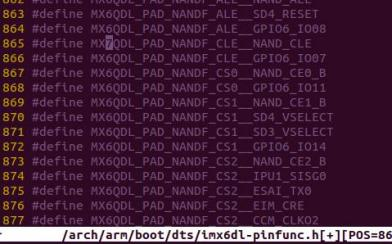 862 #define MX6QDL_PAD_NANDF_ALE__NAND_ALE
863 #define MX6QDL_PAD_NANDF_ALE__SD4_RESET
864 #define MX6QDL_PAD_NANDF_ALE__GPIO6_IO08
865 #define MX7QDL_PAD_NANDF_CLE__NAND_CLE
866 #define MX6QDL_PAD_NANDF_CLE__GPIO6_IO07
867 #define MX6QDL_PAD_NANDF_CS0__NAND_CE0_B
868 #define MX6QDL_PAD_NANDF_CS0__GPIO6_IO11
869 #define MX6QDL_PAD_NANDF_CS1__NAND_CE1_B
870 #define MX6QDL_PAD_NANDF_CS1__SD4_VSELECT
871 #define MX6QDL_PAD_NANDF_CS1__SD3_VSELECT
872 #define MX6QDL_PAD_NANDF_CS1__GPIO6_IO14
873 #define MX6QDL_PAD_NANDF_CS2__NAND_CE2_B
874 #define MX6QDL_PAD_NANDF_CS2__IPU1_SISG0
875 #define MX6QDL_PAD_NANDF_CS2__ESAI_TX0
876 #define MX6QDL_PAD_NANDF_CS2__EIM_CRE
877 #define MX6QDL_PAD_NANDF_CS2__CCM_CLKO2
/arch/arm/boot/dts/imx6dl-pinfunc.h[+][POS=86